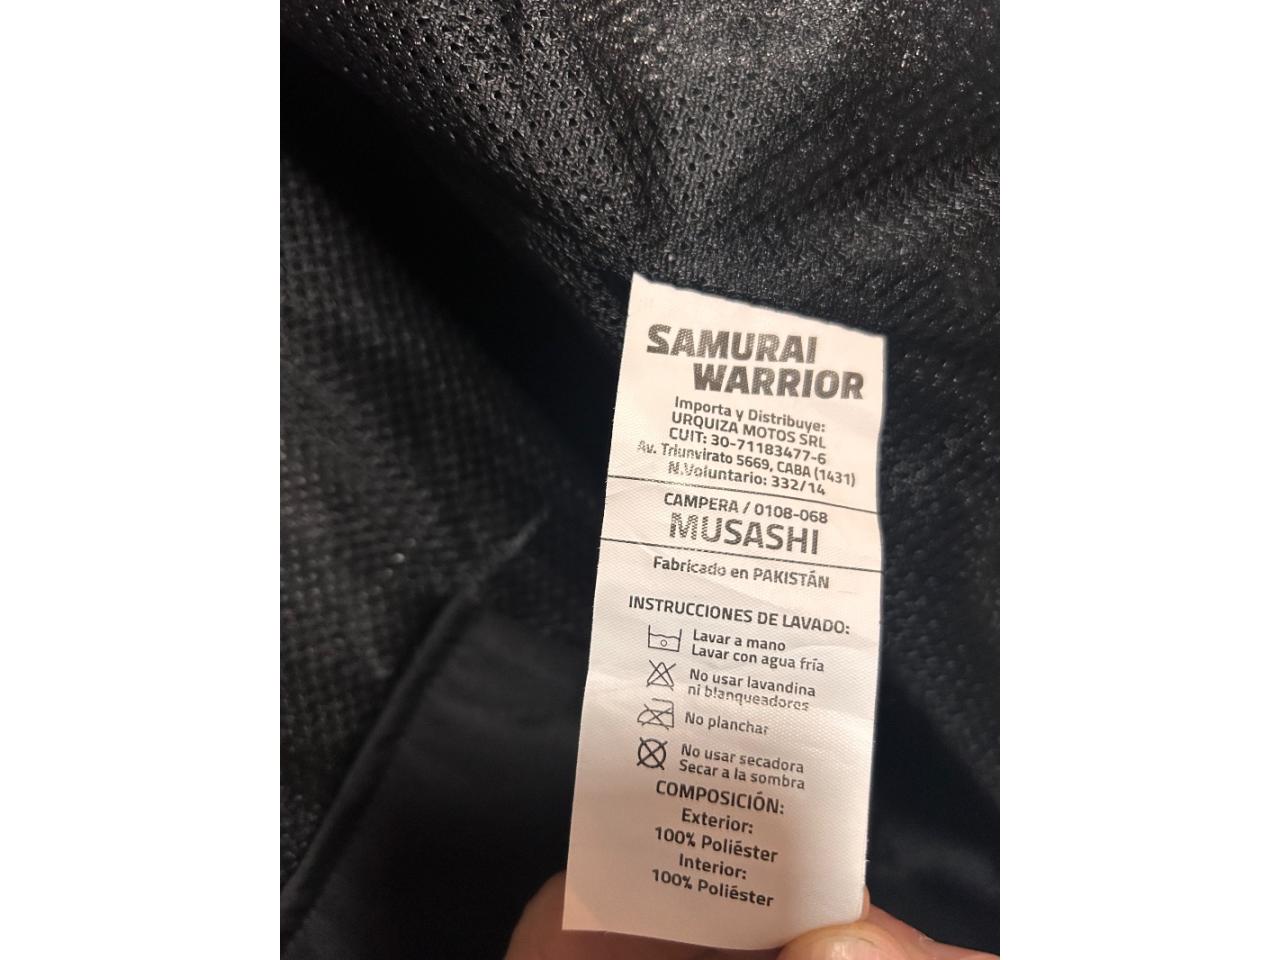 SAMURAI
WARRIOR
Importa y Distribuye:
URQUIZA MOTOS SRL
CUIT: 30-71183477-6
Av. Triunvirato 5669, CABA (1431)
N.Voluntario: 332/14
CAMPERA / 0108-068
MUSASHI
Fabricado en PAKISTÁN
INSTRUCCIONES DE LAVADO:
Lavar a mano
Lavar con agua fría
No usar lavandina
ni blanqueadores
No planchar
No usar secadora
Secar a la sombra
COMPOSICIÓN:
Exterior:
100% Poliéster
Interior:
100% Poliéster